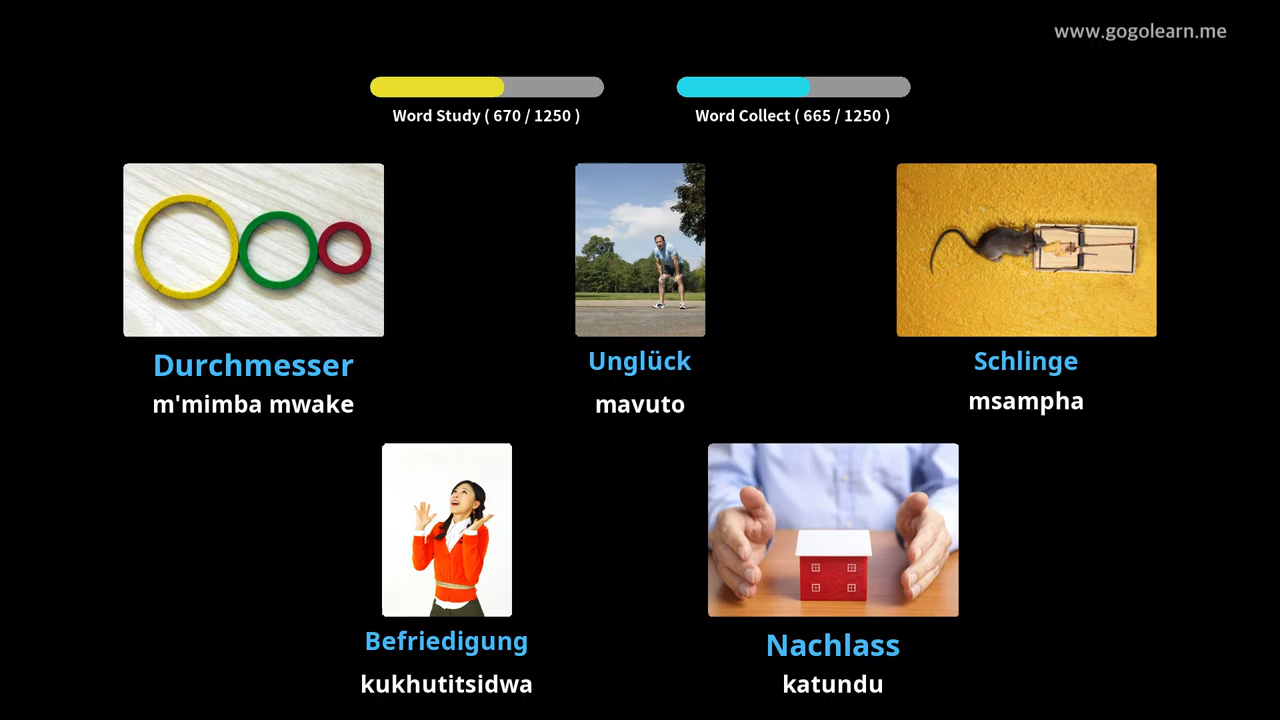 www.gogolearn.me
Word Study ( 670 / 1250 )
Word Collect ( 665 / 1250 )
Durchmesser
m'mimba mwake
Unglück
mavuto
Schlinge
msampha
Befriedigung
kukhutitsidwa
Nachlass
katundu